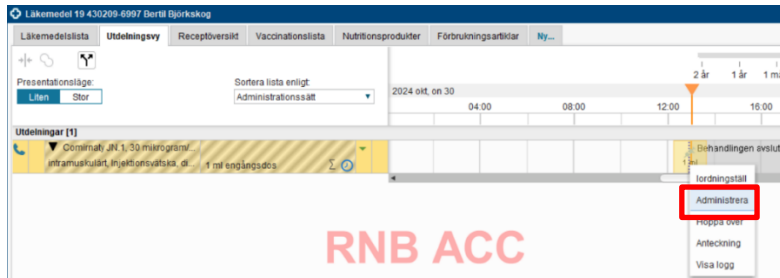 Läkemedel 19 430209-6997 Bertil Björkskog
Läkemedelslista Utdelningsvy Receptöversikt Vaccinationslista Nutritionsprodukter Förbrukningsartiklar Ny...
2 år 1 år 1 m
Presentationsläge: Sortera lista enligt:
Liten Stor Administrationssätt
2024 okt, on 30
04:00 08:00 12:00 16:00
Utdelningar [1]
Comirnaty JN.1, 30 mikrogram/... Behandlingen avslut
intramuskulärt, Injektionsvätska, di... 1 ml engångsdos Σ 1 ml
Iordningställ
Administrera
Hoppa över
Anteckning
Visa logg
RNB ACC